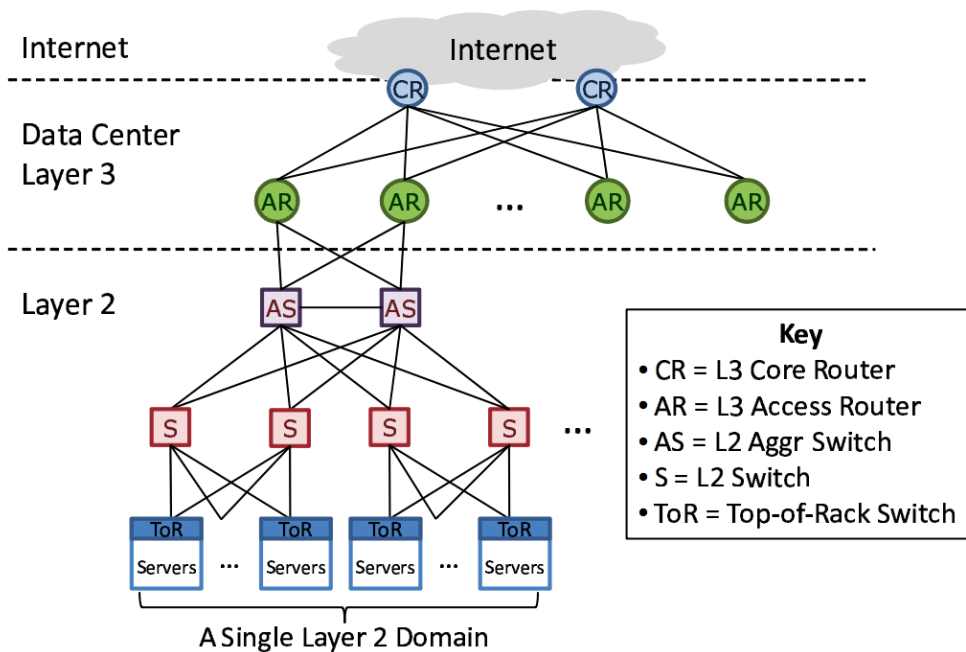 Internet
Internet
CR CR
Data Center
Layer 3
AR AR ... AR AR
Layer 2
AS AS
S S S S ...
ToR ToR ToR ToR
Servers ... Servers Servers ... Servers
A Single Layer 2 Domain
Key
• CR = L3 Core Router
• AR = L3 Access Router
• AS = L2 Aggr Switch
• S = L2 Switch
• ToR = Top-of-Rack Switch